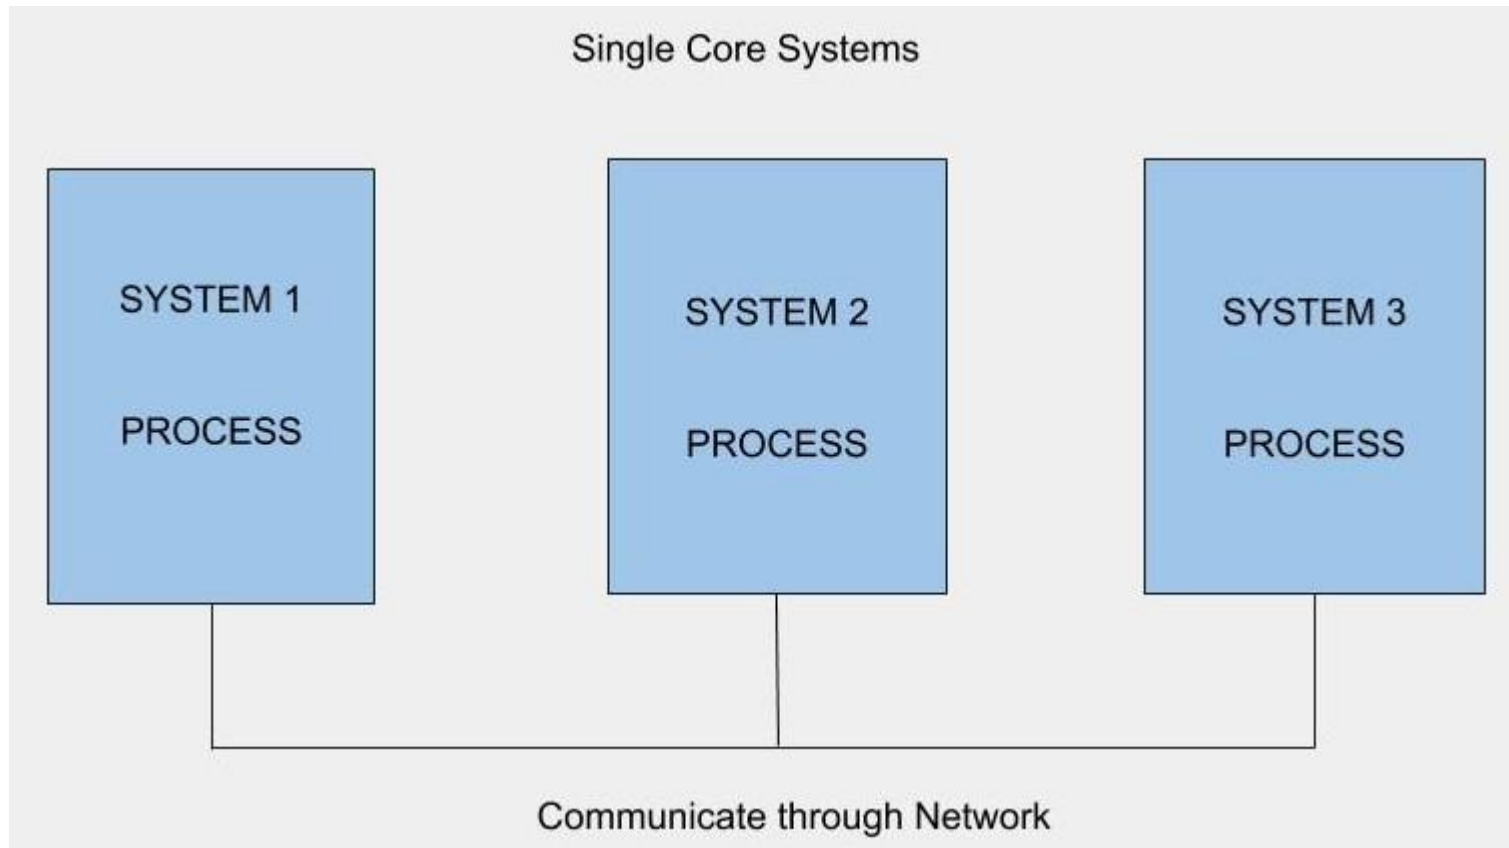 Single Core Systems
SYSTEM 1
PROCESS
SYSTEM 2
PROCESS
SYSTEM 3
PROCESS
Communicate through Network